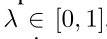 λ ∈ [0, 1].